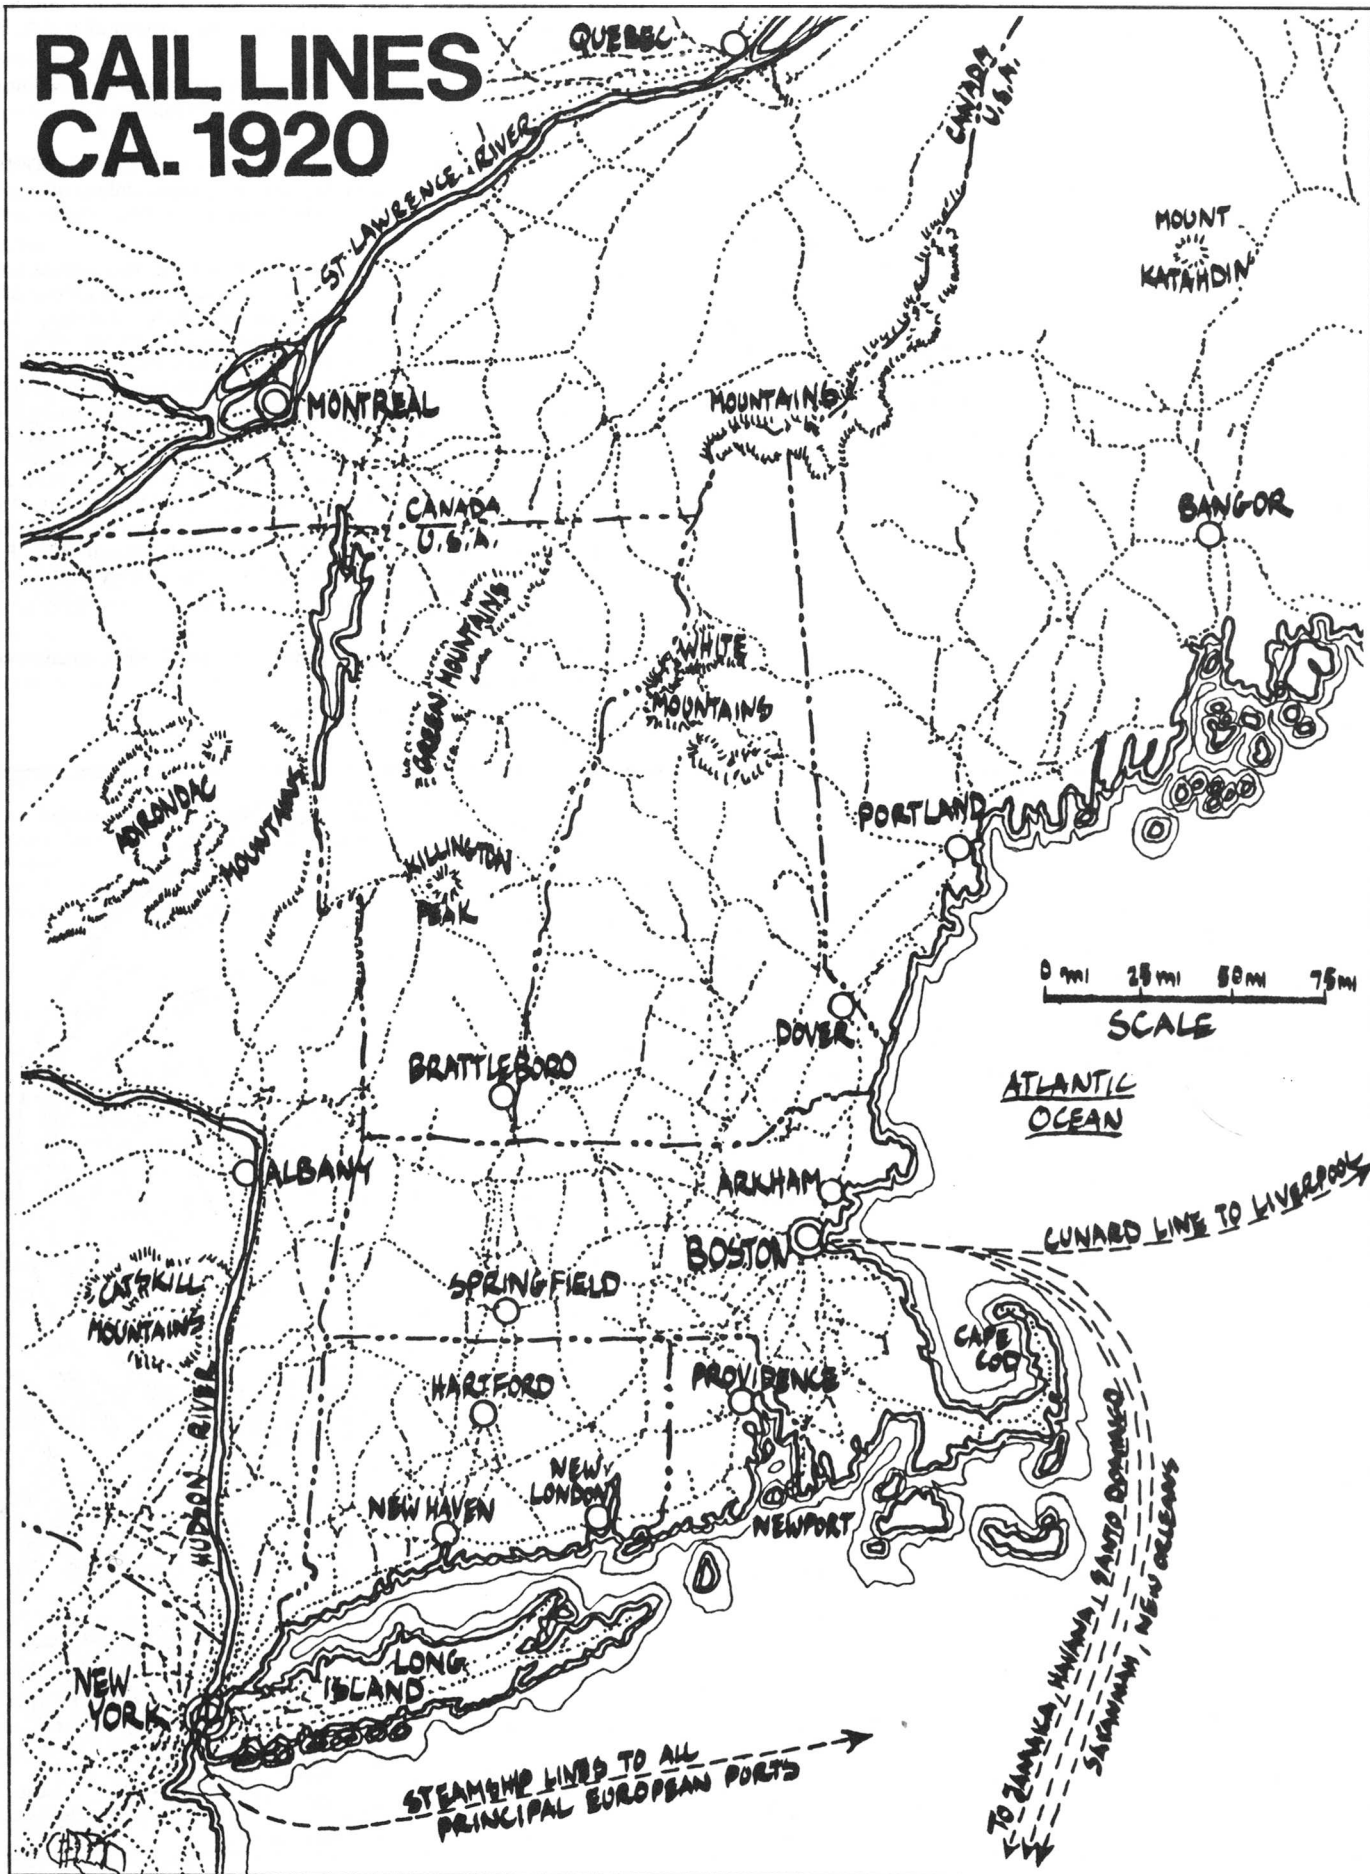 RAIL LINES
CA. 1920
QUEBEC
CANADA
U.S.A.
ST. LAWRENCE RIVER
MOUNT
KATAHDIN
MONTREAL
MOUNTAINS
CANADA
U.S.A.
BANGOR
GREEN MOUNTAINS
WHITE
MOUNTAINS
ADIRONDAC
MOUNTAINS
PORTLAND
KILLINGTON
PEAK
0 mi 25 mi 50 mi 75 mi
SCALE
DOVER
BRATTLEBORO
ATLANTIC
OCEAN
ALBANY
ARKHAM
BOSTON
CUNARD LINE TO LIVERPOOL
CATSKILL
MOUNTAINS
SPRINGFIELD
CAPE
COD
HARTFORD
PROVIDENCE
HUDSON RIVER
NEW
LONDON
NEW HAVEN
NEWPORT
TO JAMAICA, HAVANA, SANTO DOMINGO
SAVANNAH, NEW ORLEANS
LONG
ISLAND
NEW
YORK
STEAMSHIP LINES TO ALL
PRINCIPAL EUROPEAN PORTS